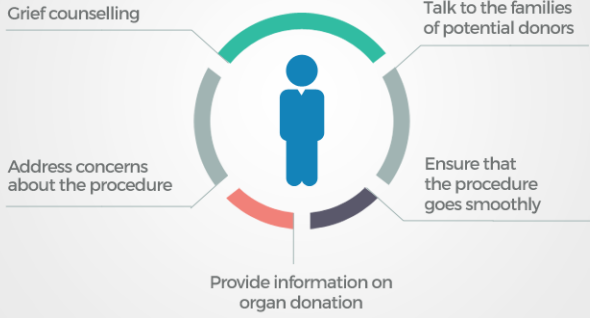 Grief counselling
Talk to the families
of potential donors
Address concerns
about the procedure
Ensure that
the procedure
goes smoothly
Provide information on
organ donation